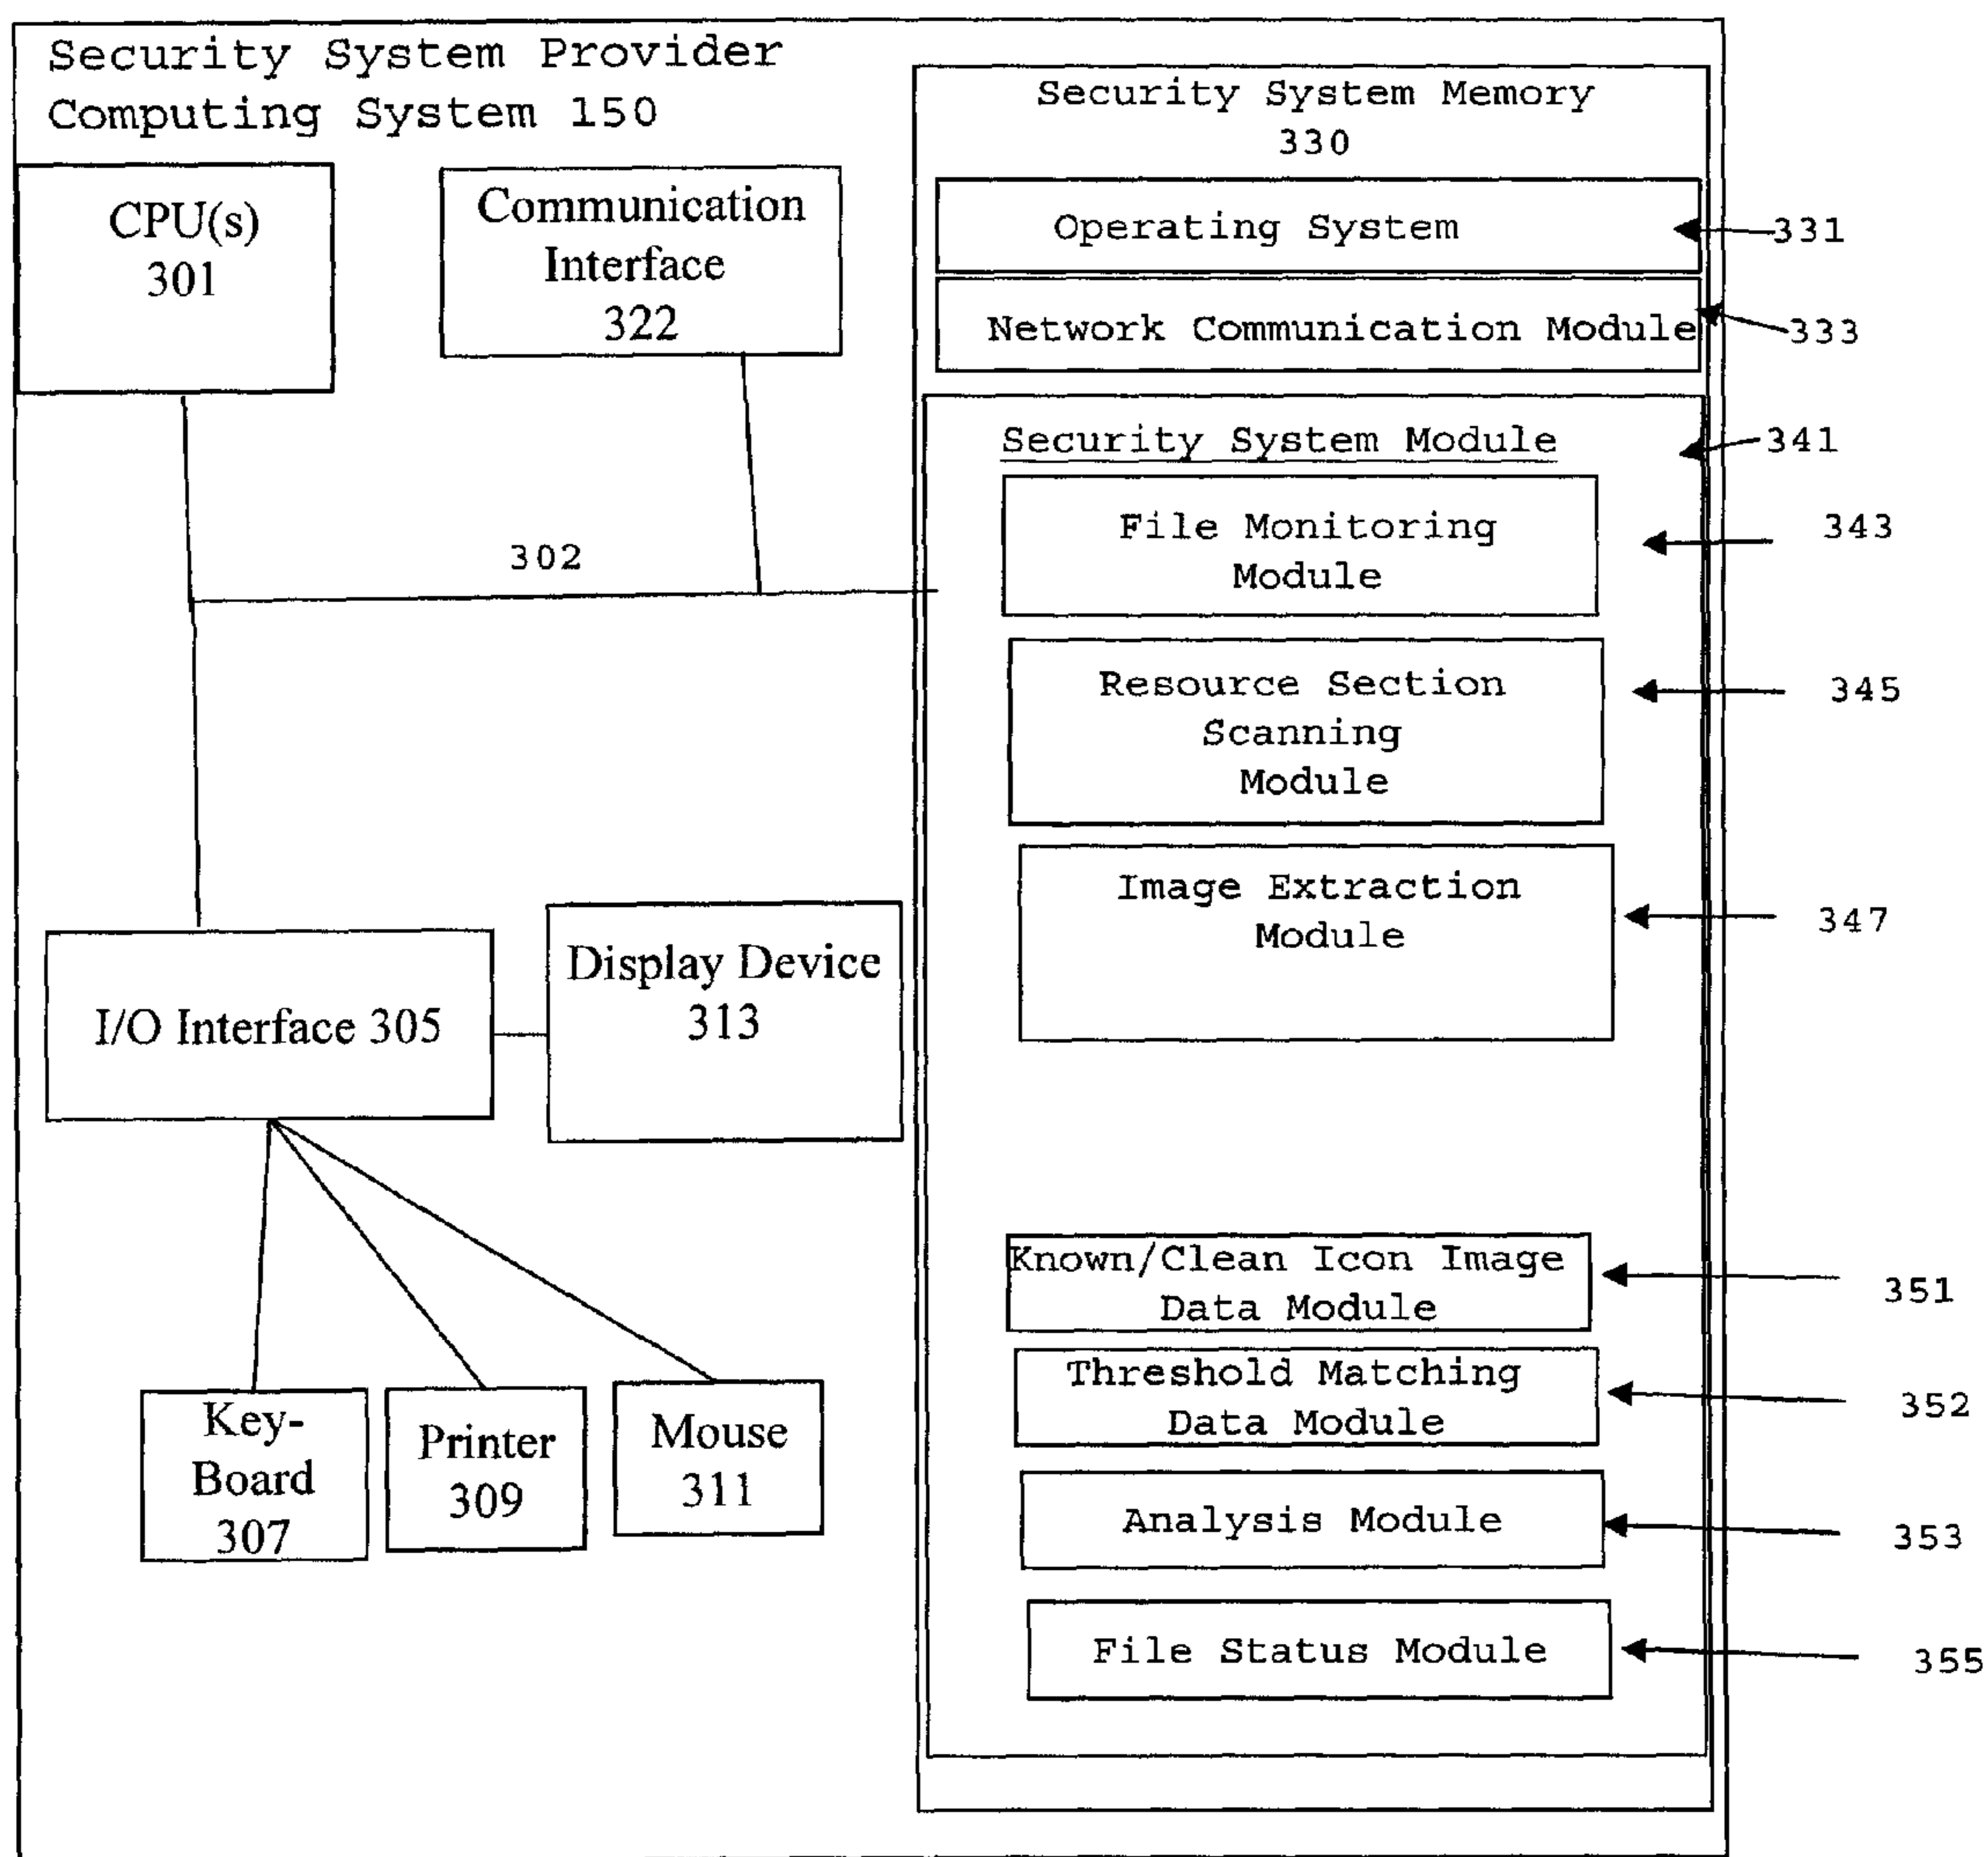 Security System Provider
Computing System 150
CPU(s)
301
Communication
Interface
322
302
I/O Interface 305
Display Device
313
Key-
Board
307
Printer
309
Mouse
311
Security System Memory
330
Operating System
331
Network Communication Module
333
Security System Module
341
File Monitoring
Module
343
Resource Section
Scanning
Module
345
Image Extraction
Module
347
Known/Clean Icon Image
Data Module
351
Threshold Matching
Data Module
352
Analysis Module
353
File Status Module
355